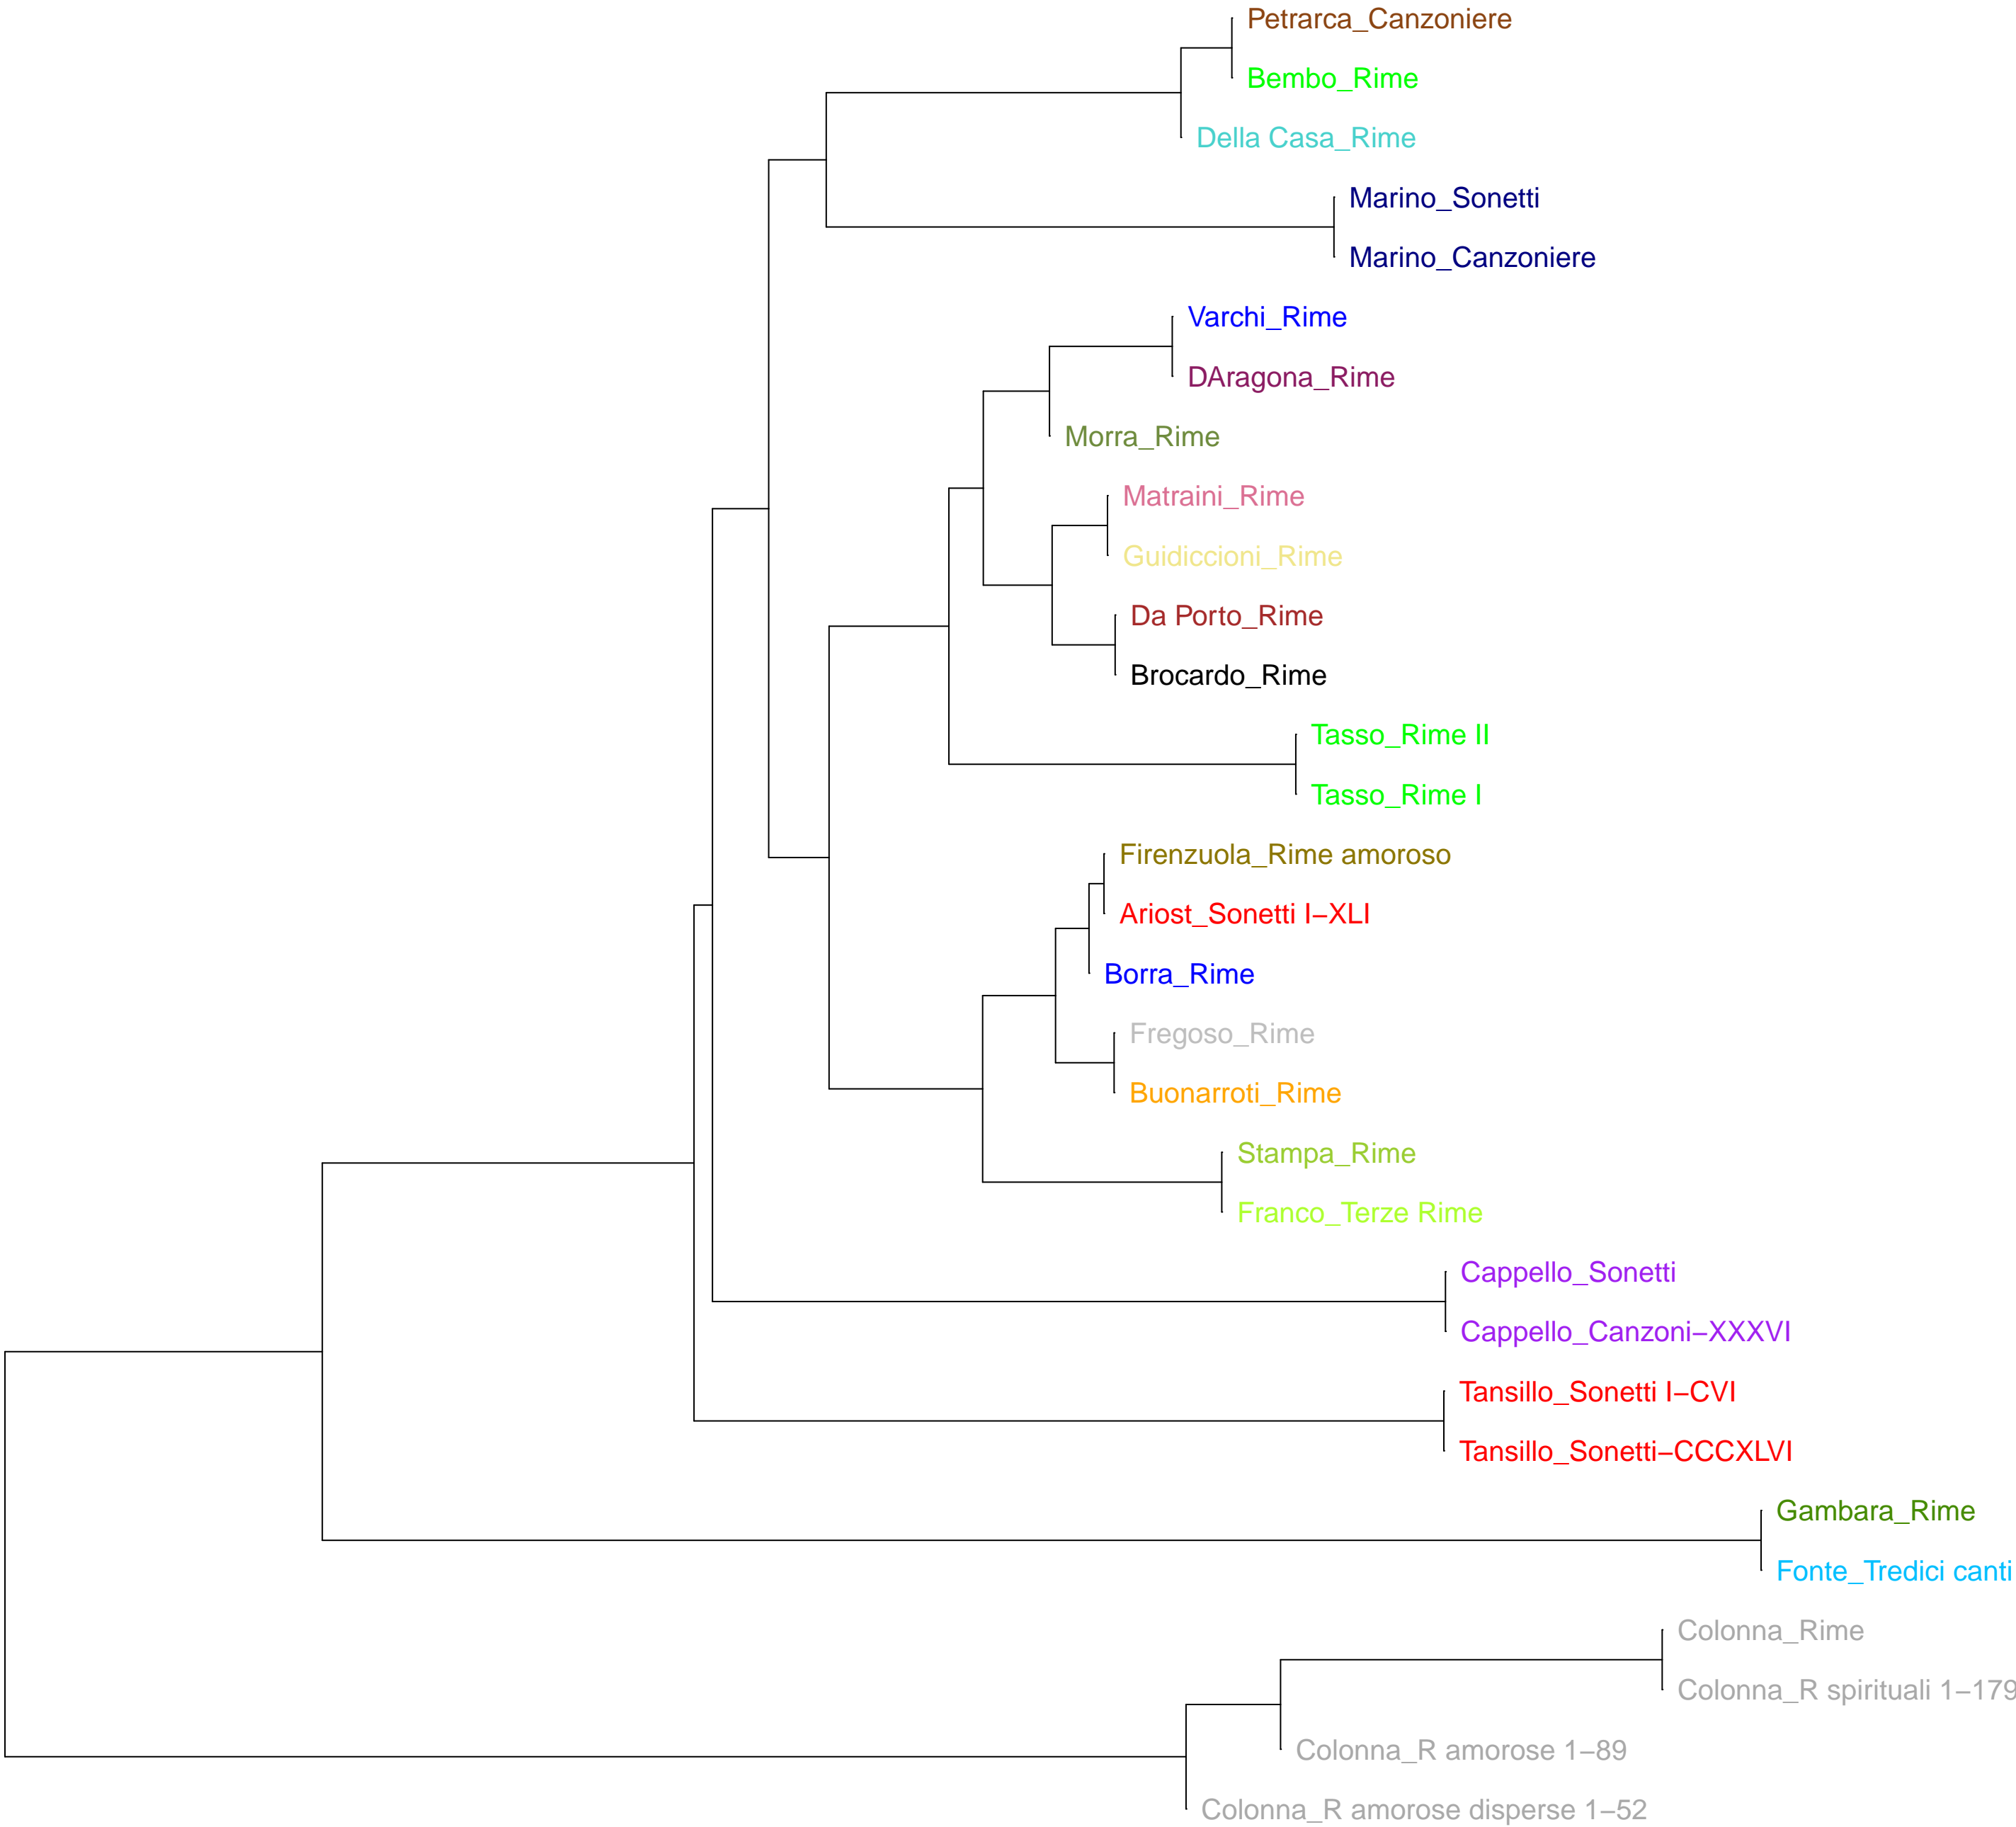 Petrarca_Canzoniere
Bembo_Rime
Della Casa_Rime
Marino_Sonetti
Marino_Canzoniere
Varchi_Rime
DAragona_Rime
Morra_Rime
Matraini_Rime
Guidiccioni_Rime
Da Porto_Rime
Brocardo_Rime
Tasso_Rime II
Tasso_Rime I
Firenzuola_Rime amoroso
Ariost_Sonetti I−XLI
Borra_Rime
Fregoso_Rime
Buonarroti_Rime
Stampa_Rime
Franco_Terze Rime
Cappello_Sonetti
Cappello_Canzoni−XXXVI
Tansillo_Sonetti I−CVI
Tansillo_Sonetti−CCCXLVI
Gambara_Rime
Fonte_Tredici canti
Colonna_Rime
Colonna_R spirituali 1−179
Colonna_R amorose 1−89
Colonna_R amorose disperse 1−52